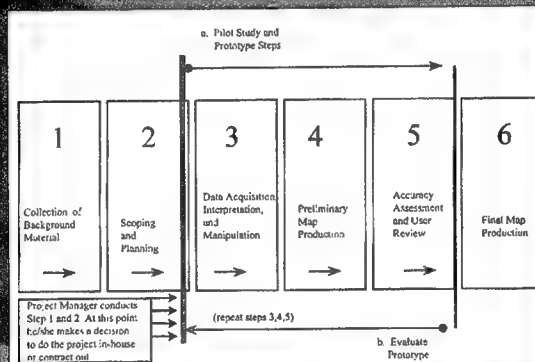 a. Pilot Study and
Prototype Steps
1
2
3
4
5
6
Collection of
Background
Material
Scoping
and
Planning
Data Acquisition,
Interpretation,
and
Manipulation
Preliminary
Map
Production
Accuracy
Assessment
and User
Review
Final Map
Production
Project Manager conducts
Step 1 and 2 At this point
he/she makes a decision
to do the project in-house
or contract out
(repeat steps 3,4,5)
b. Evaluate
Prototype